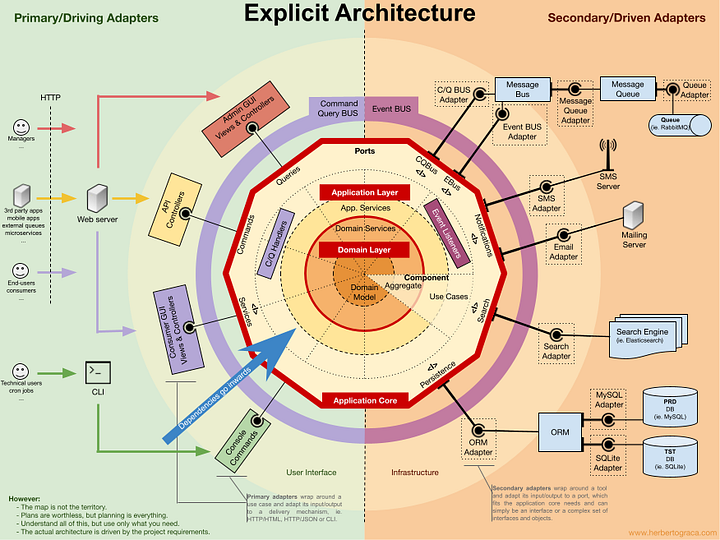 Explicit Architecture
Primary/Driving Adapters
Secondary/Driven Adapters
HTTP
Managers
...
3rd party apps
mobile apps
external queues
microservices
...
End-users
consumers
...
Technical users
cron jobs
...
Web server
CLI
Admin GUI
Views & Controllers
API
Controllers
Consumer GUI
Views & Controllers
Console
Commands
Command
Query BUS
Event BUS
Ports
Queries
Commands
Services
</>
CQBus
</>
EBus
</>
Notifications
</>
Search
</>
Persistence
</>
Application Layer
App. Services
Domain Services
Domain Layer
C/Q Handlers
Event Listeners
Component
Aggregate
Domain
Model
Use Cases
Application Core
Dependencies go inwards
User Interface
Infrastructure
C/Q BUS
Adapter
Message
Bus
Event BUS
Adapter
Message
Queue
Adapter
Message
Queue
Queue
Adapter
Queue
(ie. RabbitMQ)
SMS
Adapter
SMS
Server
Email
Adapter
Mailing
Server
Search
Adapter
Search Engine
(ie. Elasticsearch)
ORM
Adapter
ORM
MySQL
Adapter
PRD
DB
(ie. MySQL)
SQLite
Adapter
TST
DB
(ie. SQLite)
Primary adapters wrap around a
use case and adapt its input/output
to a delivery mechanism, ie.
HTTP/HTML, HTTP/JSON or CLI.
Secondary adapters wrap around a tool
and adapt its input/output to a port, which
fits the application core needs and can
simply be an interface or a complex set of
interfaces and objects.
However:
- The map is not the territory.
- Plans are worthless, but planning is everything.
- Understand all of this, but use only what you need.
- The actual architecture is driven by the project requirements.
www.herbertograca.com